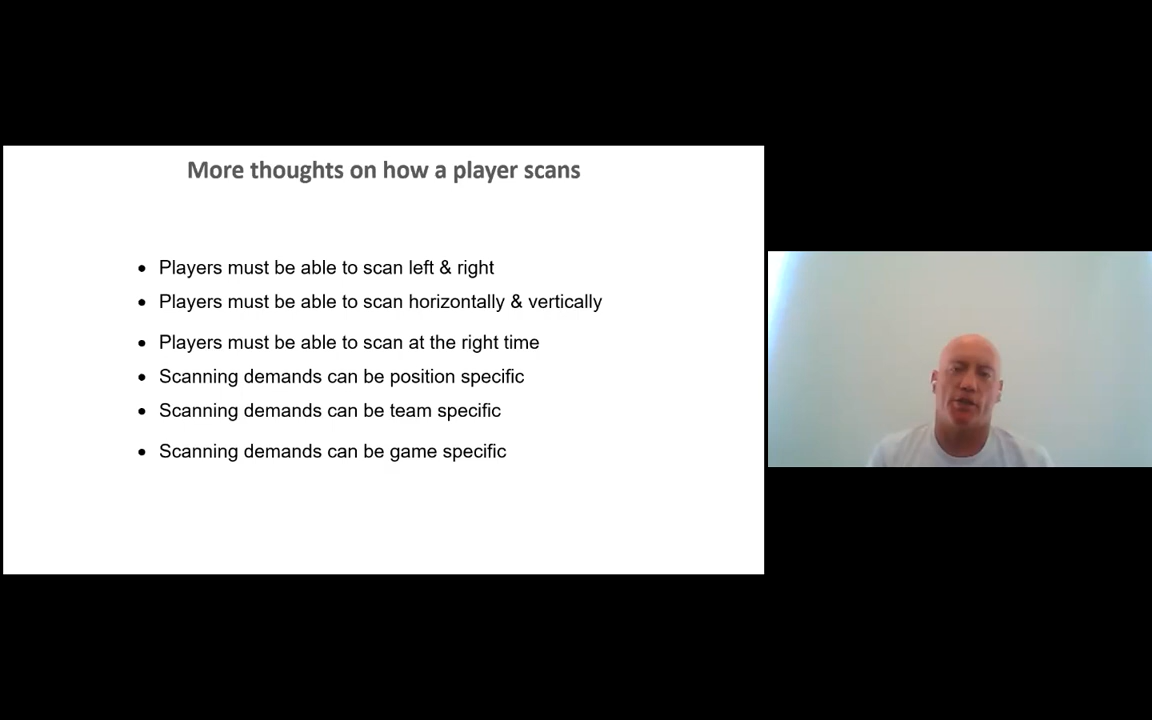 More thoughts on how a player scans
• Players must be able to scan left & right
• Players must be able to scan horizontally & vertically
• Players must be able to scan at the right time
• Scanning demands can be position specific
• Scanning demands can be team specific
• Scanning demands can be game specific